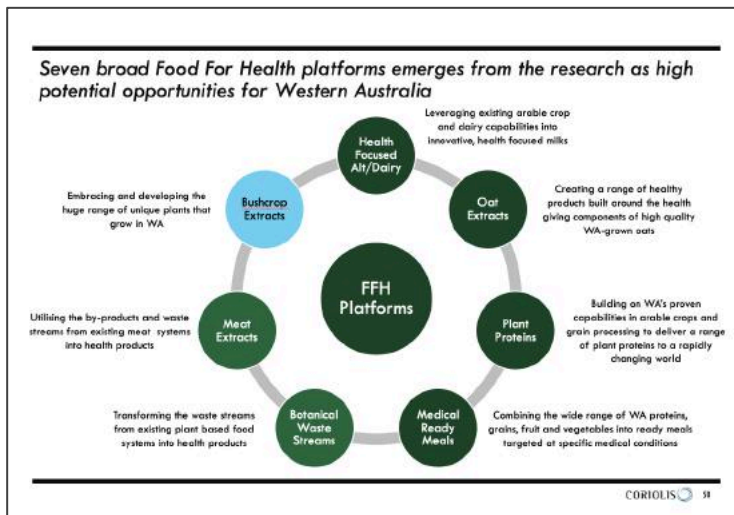 Seven broad Food For Health platforms emerges from the research as high
potential opportunities for Western Australia
Health
Focused
Alt/Dairy
Leveraging existing arable crop
and dairy capabilities into
innovative, health focused milks
Oat
Extracts
Creating a range of healthy
products built around the health
giving components of high quality
WA-grown oats
Plant
Proteins
Building on WA's proven
capabilities in arable crops and
grain processing to deliver a range
of plant proteins to a rapidly
changing world
Medical
Ready
Meals
Combining the wide range of WA proteins,
grains, fruit and vegetables into ready meals
targeted at specific medical conditions
Botanical
Waste
Streams
Transforming the waste streams
from existing plant based food
systems into health products
Meat
Extracts
Utilising the by-products and waste
streams from existing meat systems
into health products
Bushcrop
Extracts
Embracing and developing the
huge range of unique plants that
grow in WA
FFH
Platforms
CORIOLIS